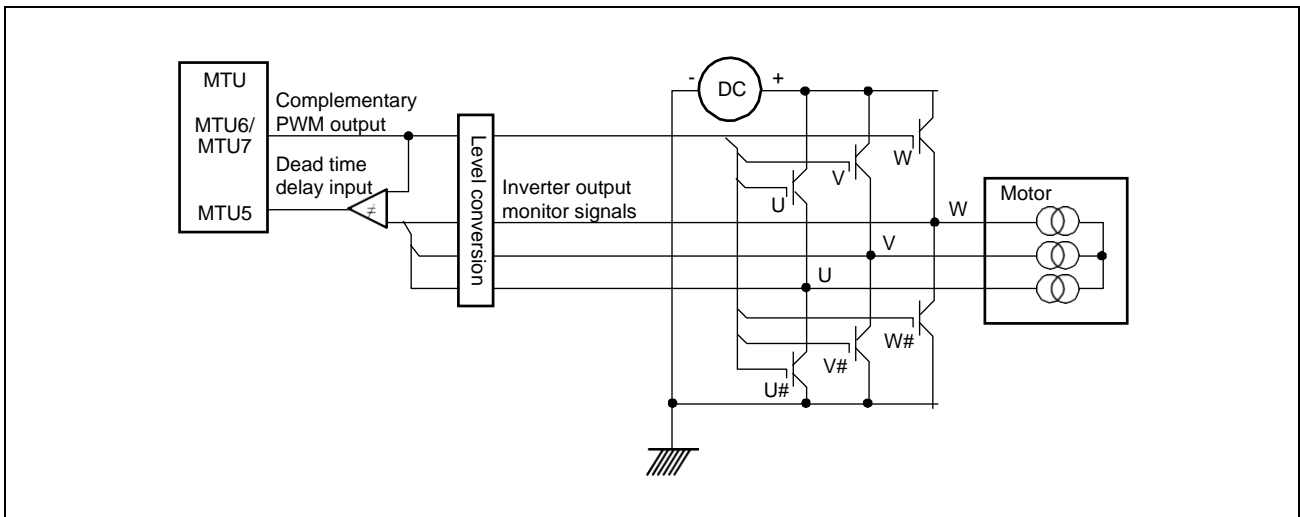 MTU
MTU6/
MTU7
MTU5
Complementary
PWM output
Dead time
delay input
≠
Level conversion
Inverter output
monitor signals
-
DC
+
W
V
U
W
V
U
W#
V#
U#
Motor